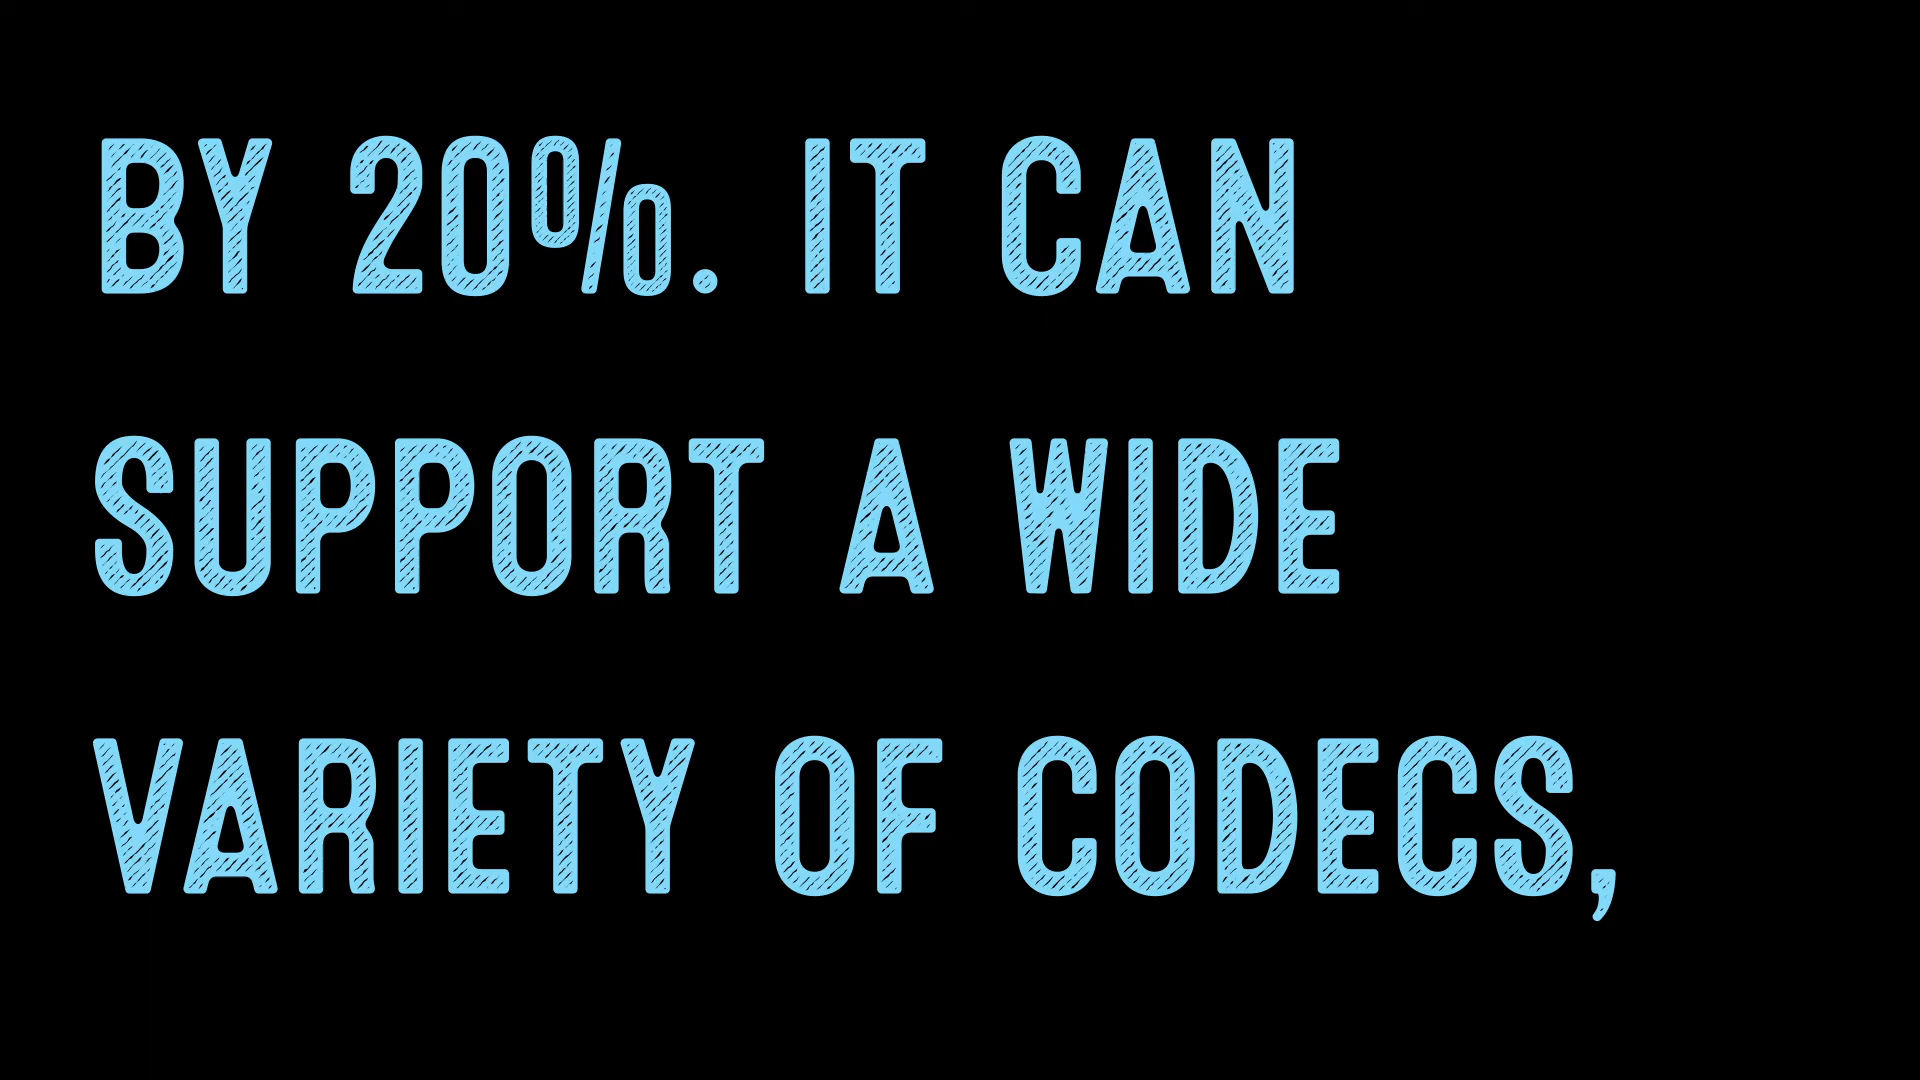 BY 20%. IT CAN
SUPPORT A WIDE
VARIETY OF CODECS,